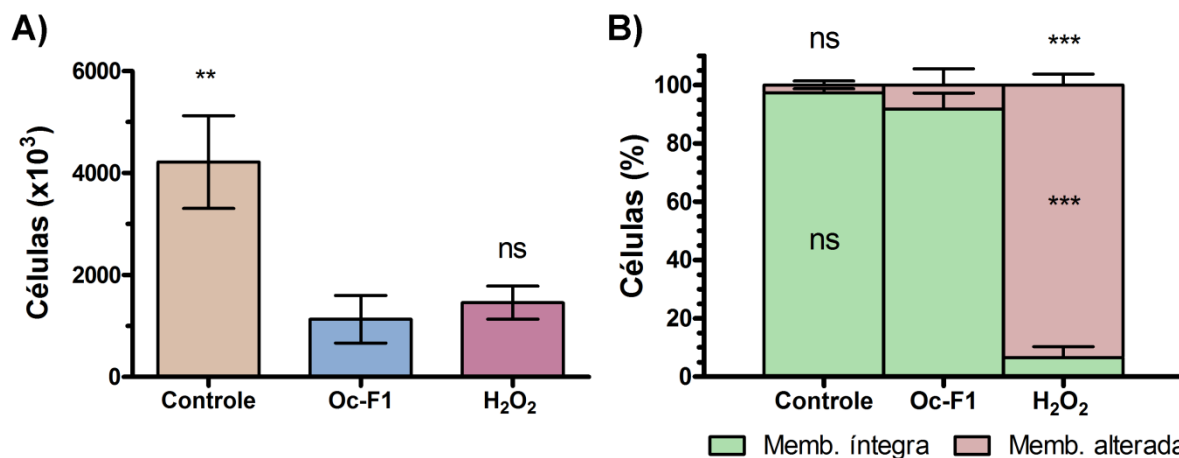 A)
Células (x10³)
6000
4000
2000
0
**
ns
Controle
Oc-F1
H₂O₂
B)
Células (%)
100
80
60
40
20
0
ns
***
ns
***
Controle
Oc-F1
H₂O₂
Memb. íntegra
Memb. alterada